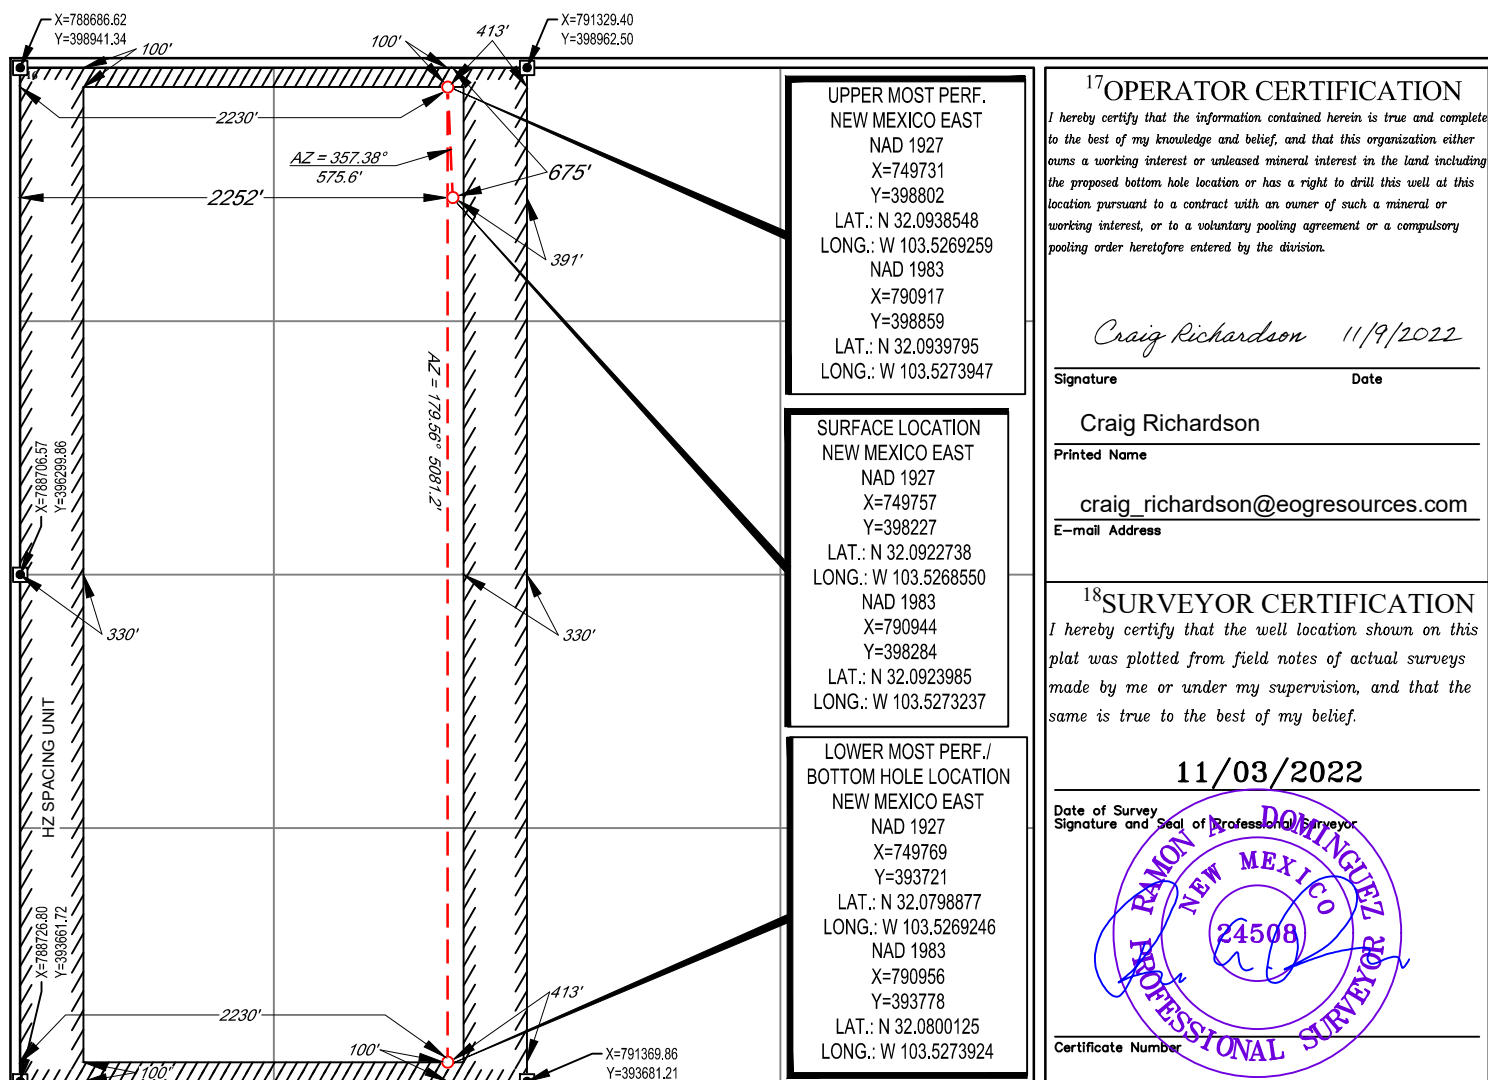 X=788686.62
Y=398941.34
100'
100'
413'
X=791329.40
Y=398962.50
16
2230'
AZ = 357.38°
575.6'
675'
2252'
391'
AZ = 179.56° 5081.2'
X=788706.57
Y=396299.86
330'
330'
HZ SPACING UNIT
X=788726.80
Y=393661.72
2230'
413'
100'
100'
X=791369.86
Y=393681.21
UPPER MOST PERF.
NEW MEXICO EAST
NAD 1927
X=749731
Y=398802
LAT.: N 32.0938548
LONG.: W 103.5269259
NAD 1983
X=790917
Y=398859
LAT.: N 32.0939795
LONG.: W 103.5273947
SURFACE LOCATION
NEW MEXICO EAST
NAD 1927
X=749757
Y=398227
LAT.: N 32.0922738
LONG.: W 103.5268550
NAD 1983
X=790944
Y=398284
LAT.: N 32.0923985
LONG.: W 103.5273237
LOWER MOST PERF./
BOTTOM HOLE LOCATION
NEW MEXICO EAST
NAD 1927
X=749769
Y=393721
LAT.: N 32.0798877
LONG.: W 103.5269246
NAD 1983
X=790956
Y=393778
LAT.: N 32.0800125
LONG.: W 103.5273924
17OPERATOR CERTIFICATION
I hereby certify that the information contained herein is true and complete
to the best of my knowledge and belief, and that this organization either
owns a working interest or unleased mineral interest in the land including
the proposed bottom hole location or has a right to drill this well at this
location pursuant to a contract with an owner of such a mineral or
working interest, or to a voluntary pooling agreement or a compulsory
pooling order heretofore entered by the division.
Craig Richardson 11/9/2022
Signature Date
Craig Richardson
Printed Name
craig_richardson@eogresources.com
E-mail Address
18SURVEYOR CERTIFICATION
I hereby certify that the well location shown on this
plat was plotted from field notes of actual surveys
made by me or under my supervision, and that the
same is true to the best of my belief.
11/03/2022
Date of Survey
Signature and Seal of Professional Surveyor
RAMON A. DOMINGUEZ
NEW MEXICO
24508
PROFESSIONAL SURVEYOR
Certificate Number